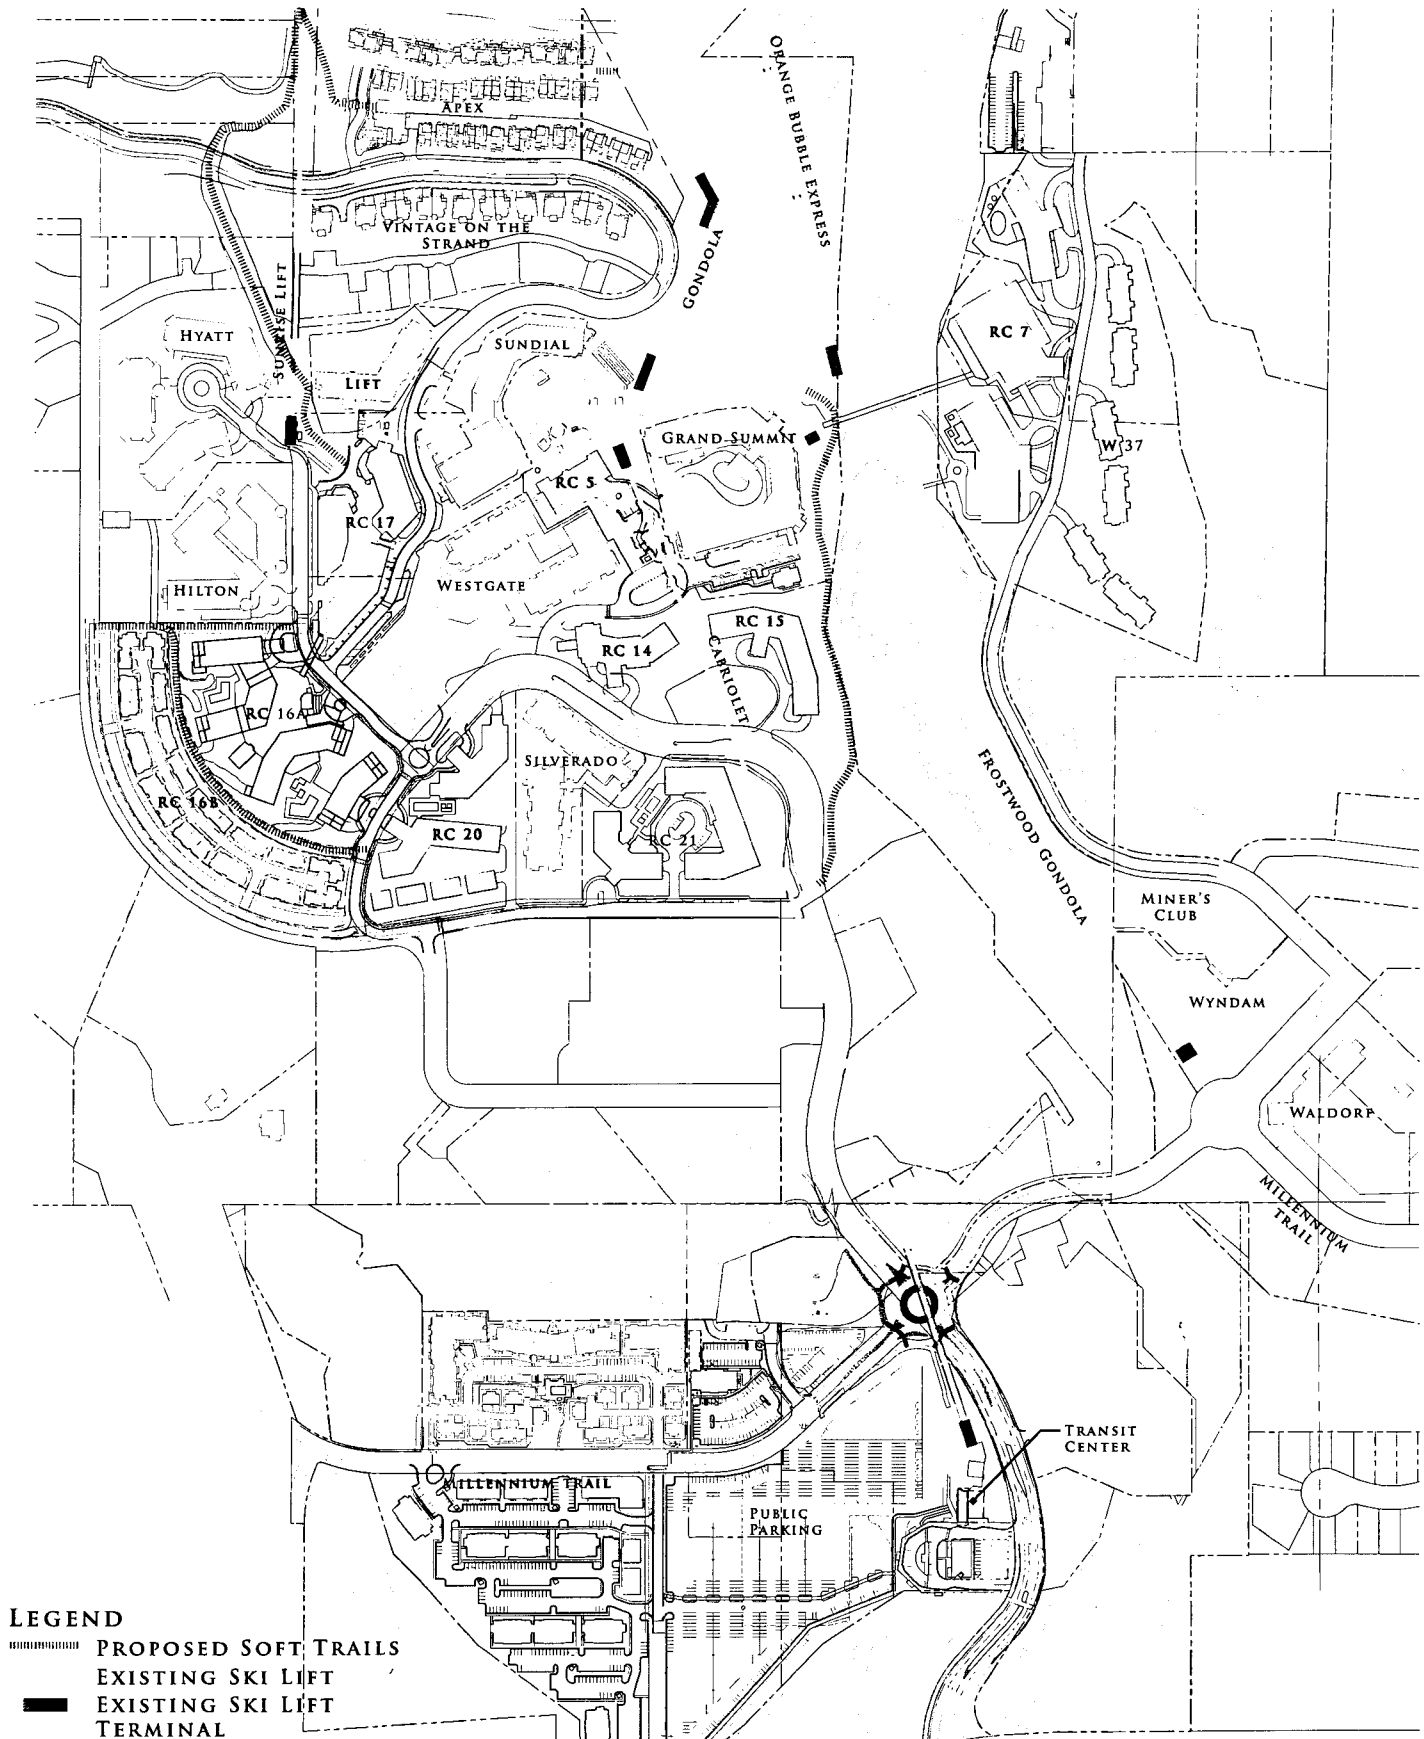 ORANGE BUBBLE EXPRESS
APEX
VINTAGE ON THE
STRAND
GONDOLA
SUNRISE LIFT
HYATT
LIFT
SUNDIAL
RC 7
GRAND SUMMIT
W 37
RC 5
RC 17
WESTGATE
HILTON
RC 15
RC 14
CABRIOLET
RC 16A
SILVERADO
FROSTWOOD GONDOLA
RC 16B
RC 20
RC 21
MINER'S
CLUB
WYNDAM
WALDORF
MILLENNIUM
TRAIL
TRANSIT
CENTER
MILLENNIUM TRAIL
PUBLIC
PARKING
LEGEND
PROPOSED SOFT TRAILS
EXISTING SKI LIFT
EXISTING SKI LIFT
TERMINAL